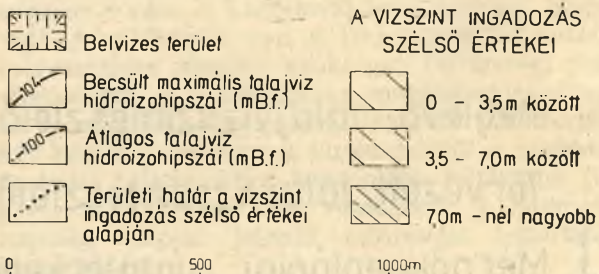 Belvizes terület
104
Becsült maximális talajvíz
hidroizohipszái (mB.f.)
100
Átlagos talajvíz
hidroizohipszái (mB.f.)
Területi határ a vizszint
ingadozás szélső értékei
alapján
A VIZSZINT INGADOZÁS
SZÉLSŐ ÉRTÉKEI
0 - 3,5m között
3,5 - 7,0m között
7,0m - nél nagyobb
0 500 1000m